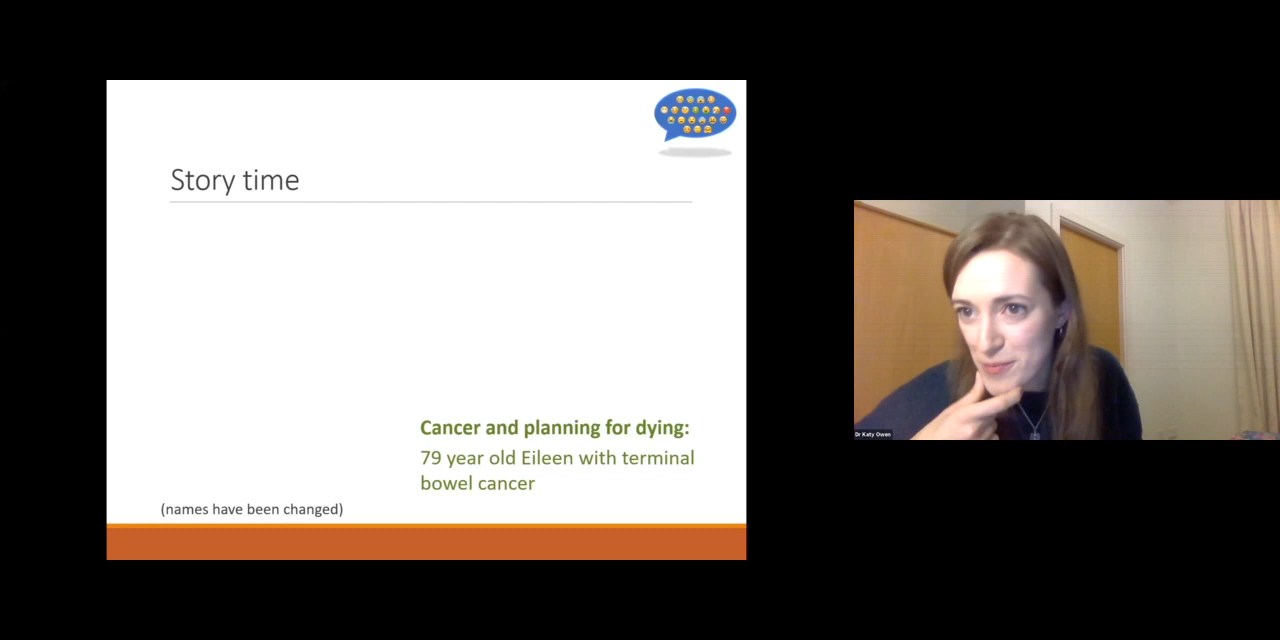 Story time
Cancer and planning for dying:
79 year old Eileen with terminal
bowel cancer
(names have been changed)
Dr Katy Owen